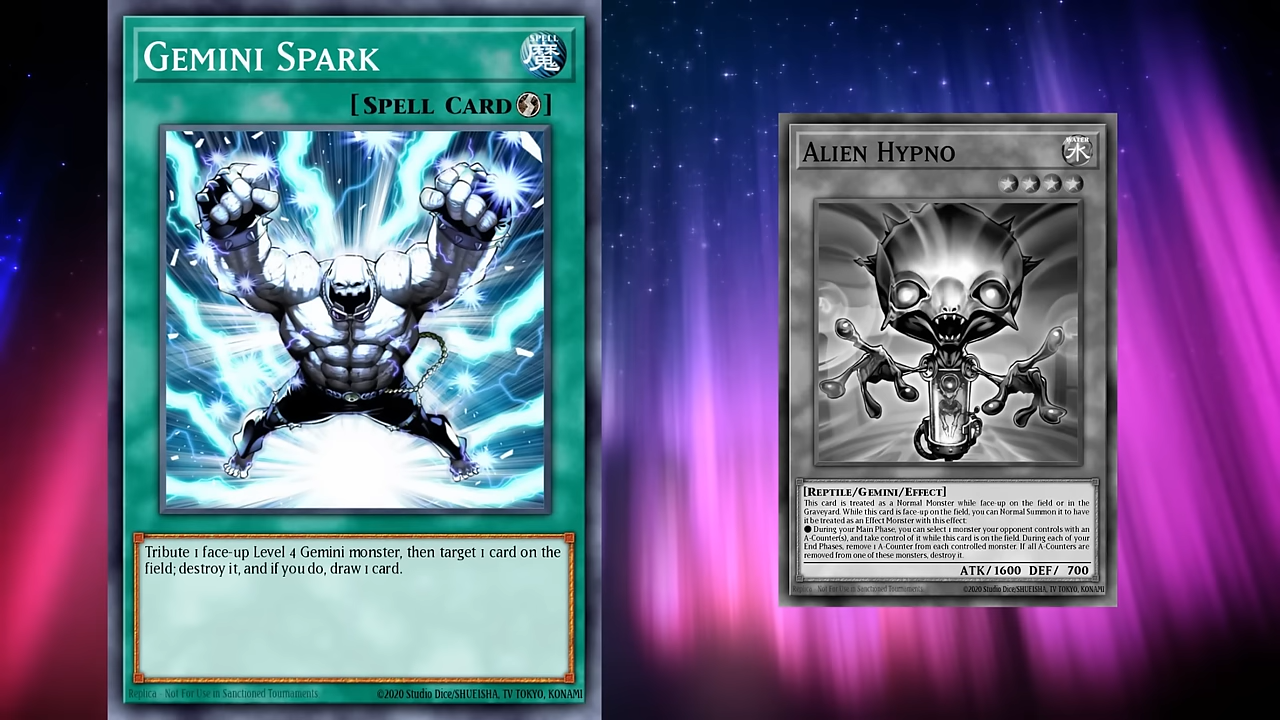 Gemini Spark
SPELL
魔
[Spell Card]
Tribute 1 face-up Level 4 Gemini monster, then target 1 card on the
field; destroy it, and if you do, draw 1 card.
Replica - Not For Use in Sanctioned Tournaments
©2020 Studio Dice/SHUEISHA, TV TOKYO, KONAMI
Alien Hypno
WATER
水
[Reptile/Gemini/Effect]
This card is treated as a Normal Monster while face-up on the field or in the
Graveyard. While this card is face-up on the field, you can Normal Summon it to have
it be treated as an Effect Monster with this effect:
● During your Main Phase, you can select 1 monster your opponent controls with an
A-Counter(s), and take control of it while this card is on the field. During each of your
End Phases, remove 1 A-Counter from each controlled monster. If all A-Counters are
removed from one of these monsters, destroy it.
ATK/1600 DEF/ 700
Replica - Not For Use in Sanctioned Tournaments
©2020 Studio Dice/SHUEISHA, TV TOKYO, KONAMI